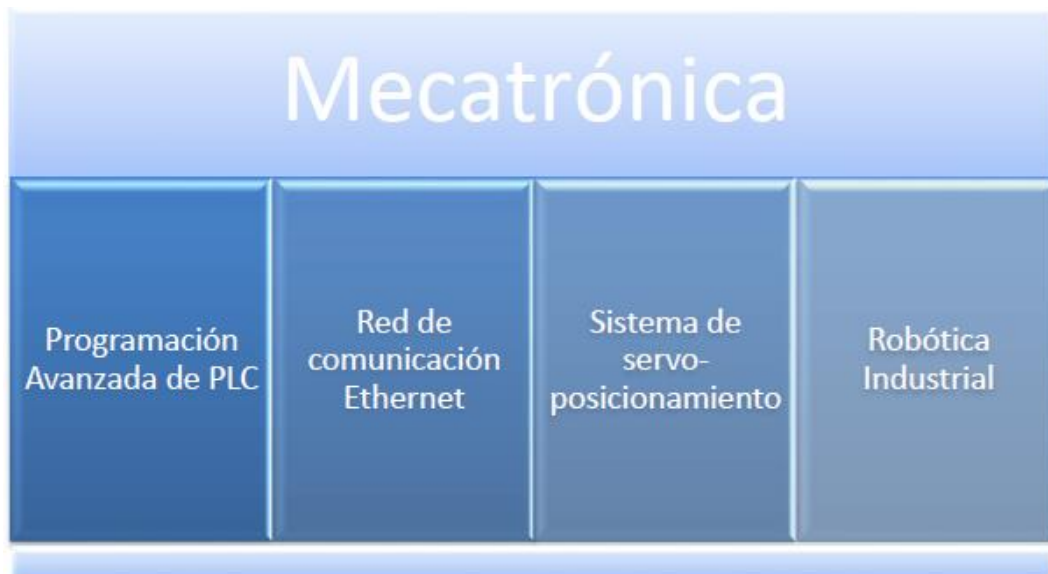 Mecatrónica
Programación
Avanzada de PLC
Red de
comunicación
Ethernet
Sistema de
servo-
posicionamiento
Robótica
Industrial